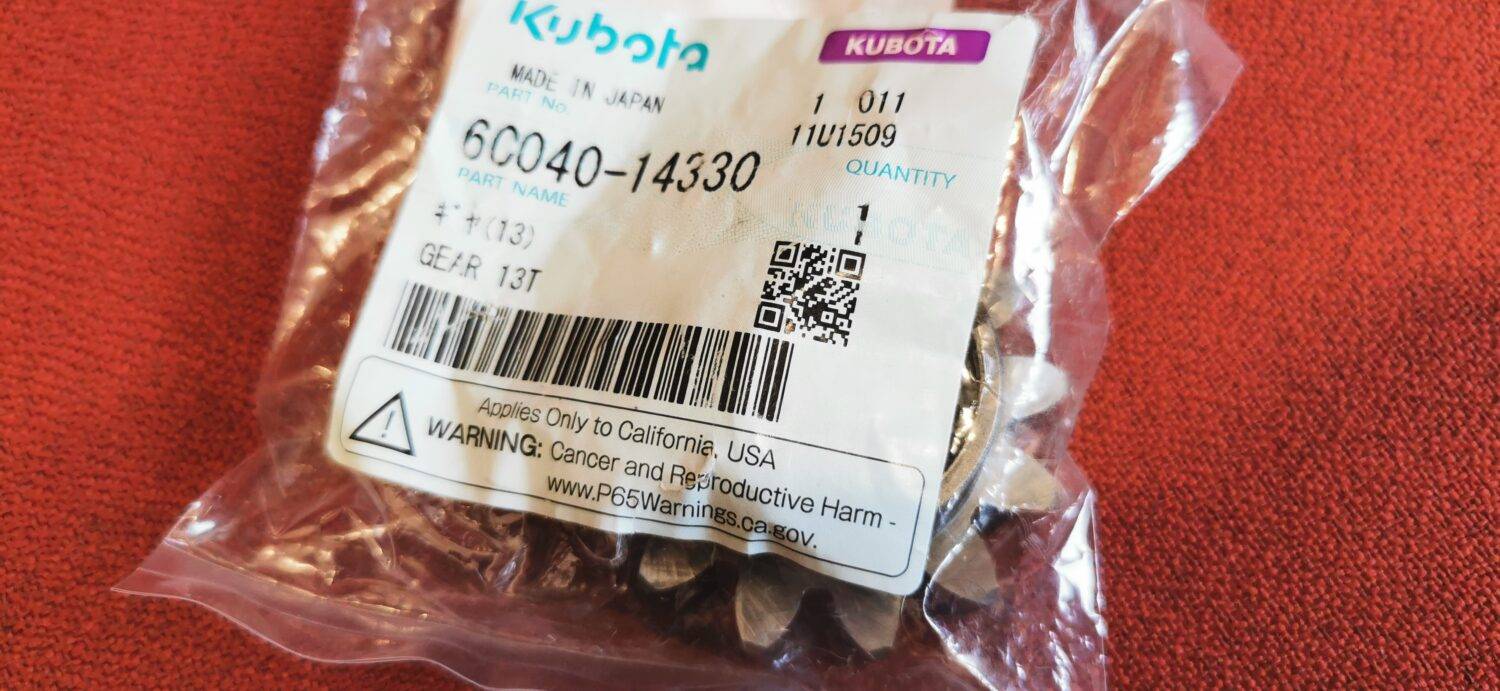 Kubota
KUBOTA
MADE IN JAPAN
PART No.
1 011
11U1509
6C040-14330
QUANTITY
PART NAME
1
ギヤ(13)
KUBOTA
GEAR 13T
Applies Only to California, USA
WARNING: Cancer and Reproductive Harm -
www.P65Warnings.ca.gov.